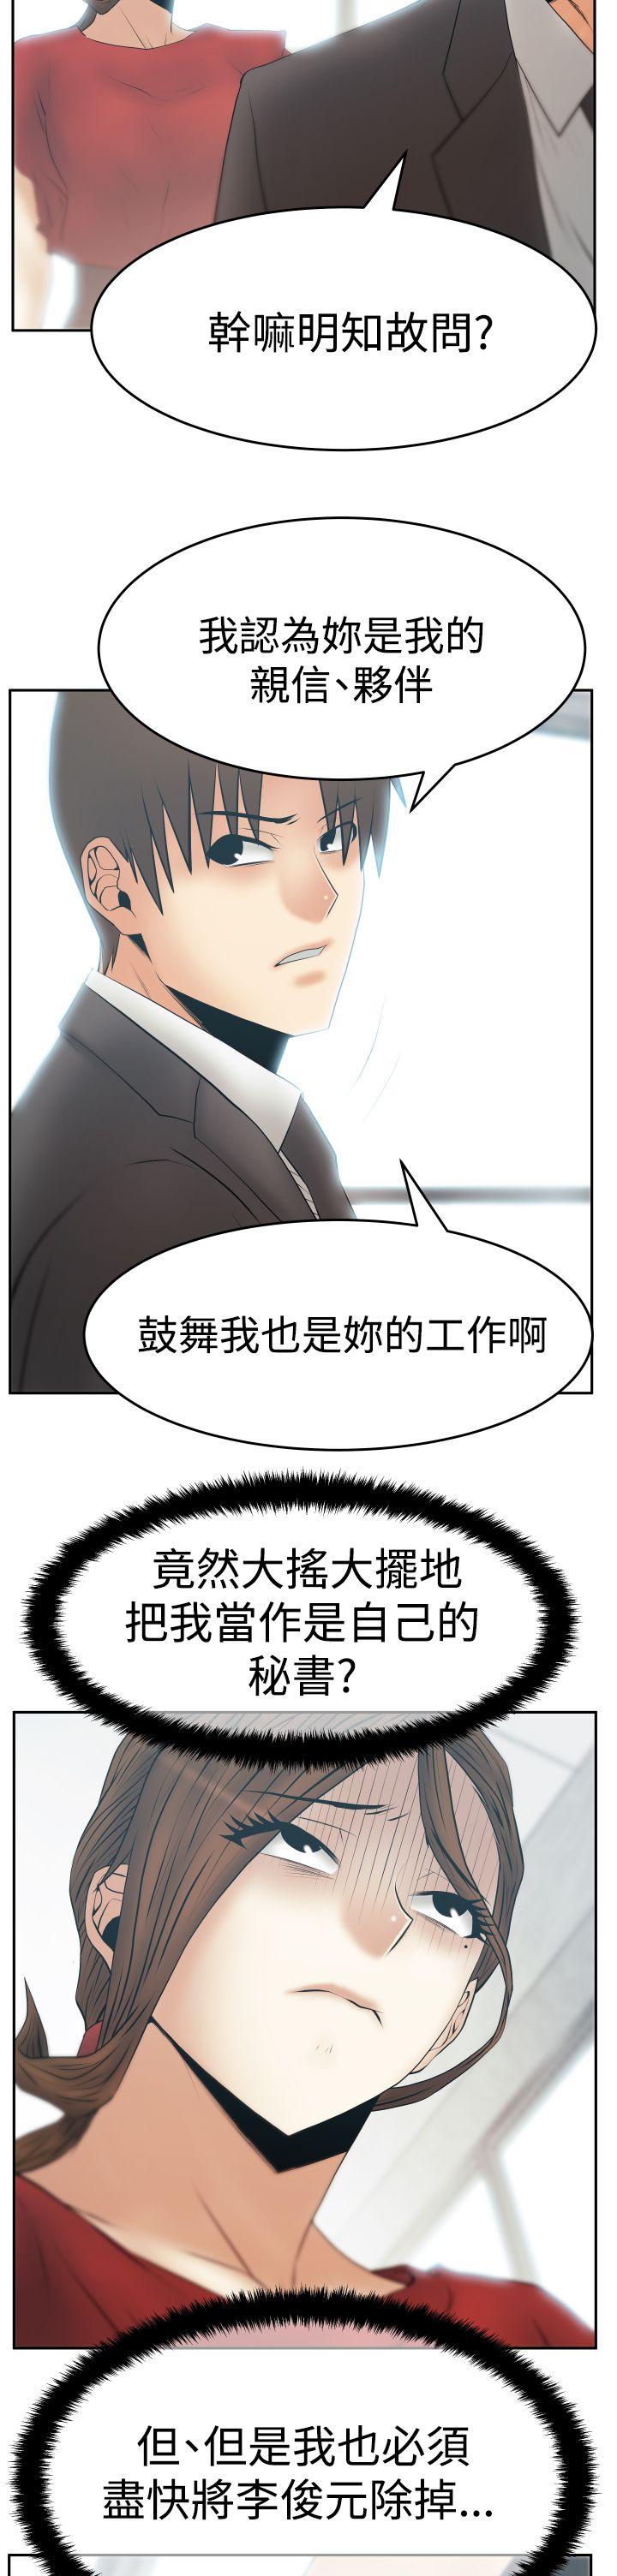 幹嘛明知故問?
我認為妳是我的
親信、夥伴
鼓舞我也是妳的工作啊
竟然大搖大擺地
把我當作是自己的
秘書?
但、但是我也必須
盡快將李俊元除掉...